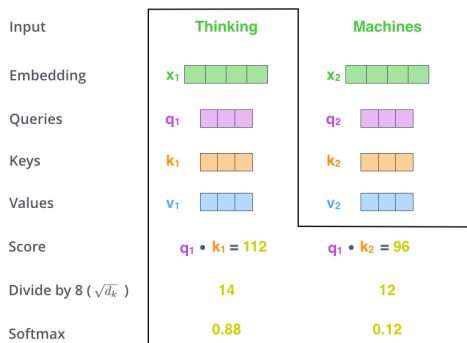 Input Thinking Machines
Embedding x₁ x₂
Queries q₁ q₂
Keys k₁ k₂
Values v₁ v₂
Score q₁ • k₁ = 112 q₁ • k₂ = 96
Divide by 8 ( √dₖ ) 14 12
Softmax 0.88 0.12